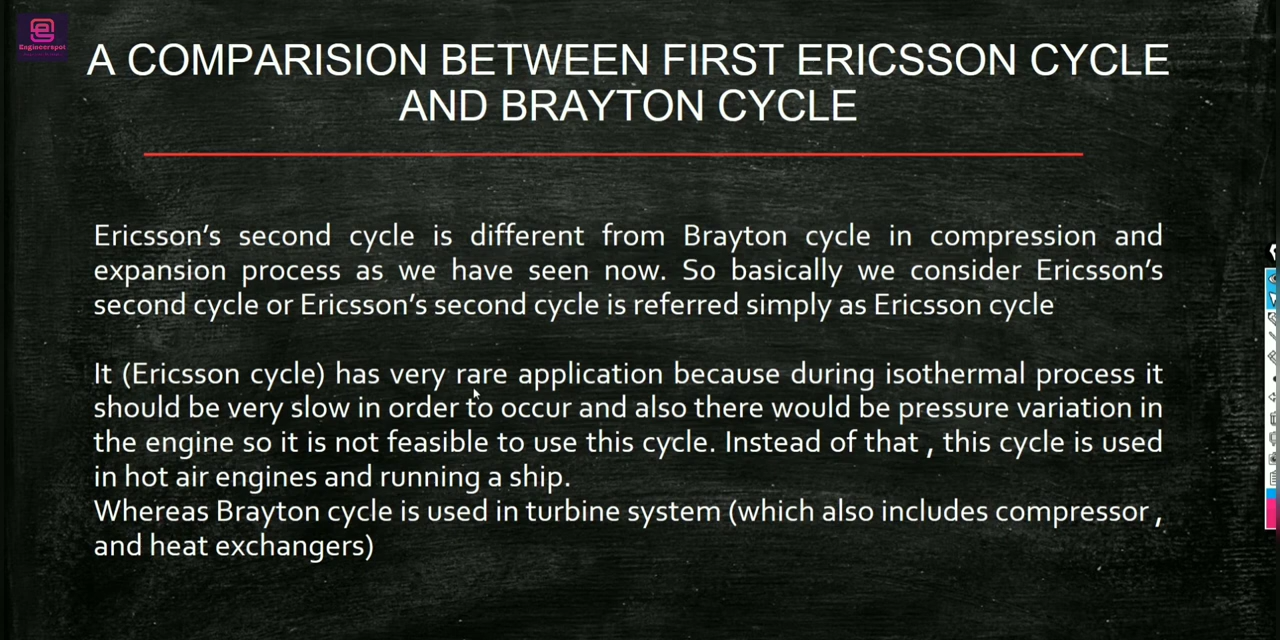 Engineerspot
A COMPARISION BETWEEN FIRST ERICSSON CYCLE
AND BRAYTON CYCLE
Ericsson's second cycle is different from Brayton cycle in compression and
expansion process as we have seen now. So basically we consider Ericsson's
second cycle or Ericsson's second cycle is referred simply as Ericsson cycle
It (Ericsson cycle) has very rare application because during isothermal process it
should be very slow in order to occur and also there would be pressure variation in
the engine so it is not feasible to use this cycle. Instead of that , this cycle is used
in hot air engines and running a ship.
Whereas Brayton cycle is used in turbine system (which also includes compressor ,
and heat exchangers)